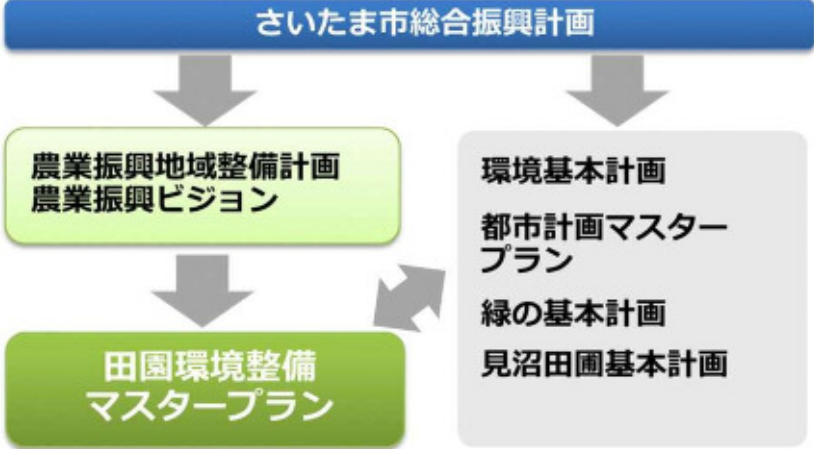 さいたま市総合振興計画
農業振興地域整備計画
農業振興ビジョン
田園環境整備
マスタープラン
環境基本計画
都市計画マスター
プラン
緑の基本計画
見沼田圃基本計画